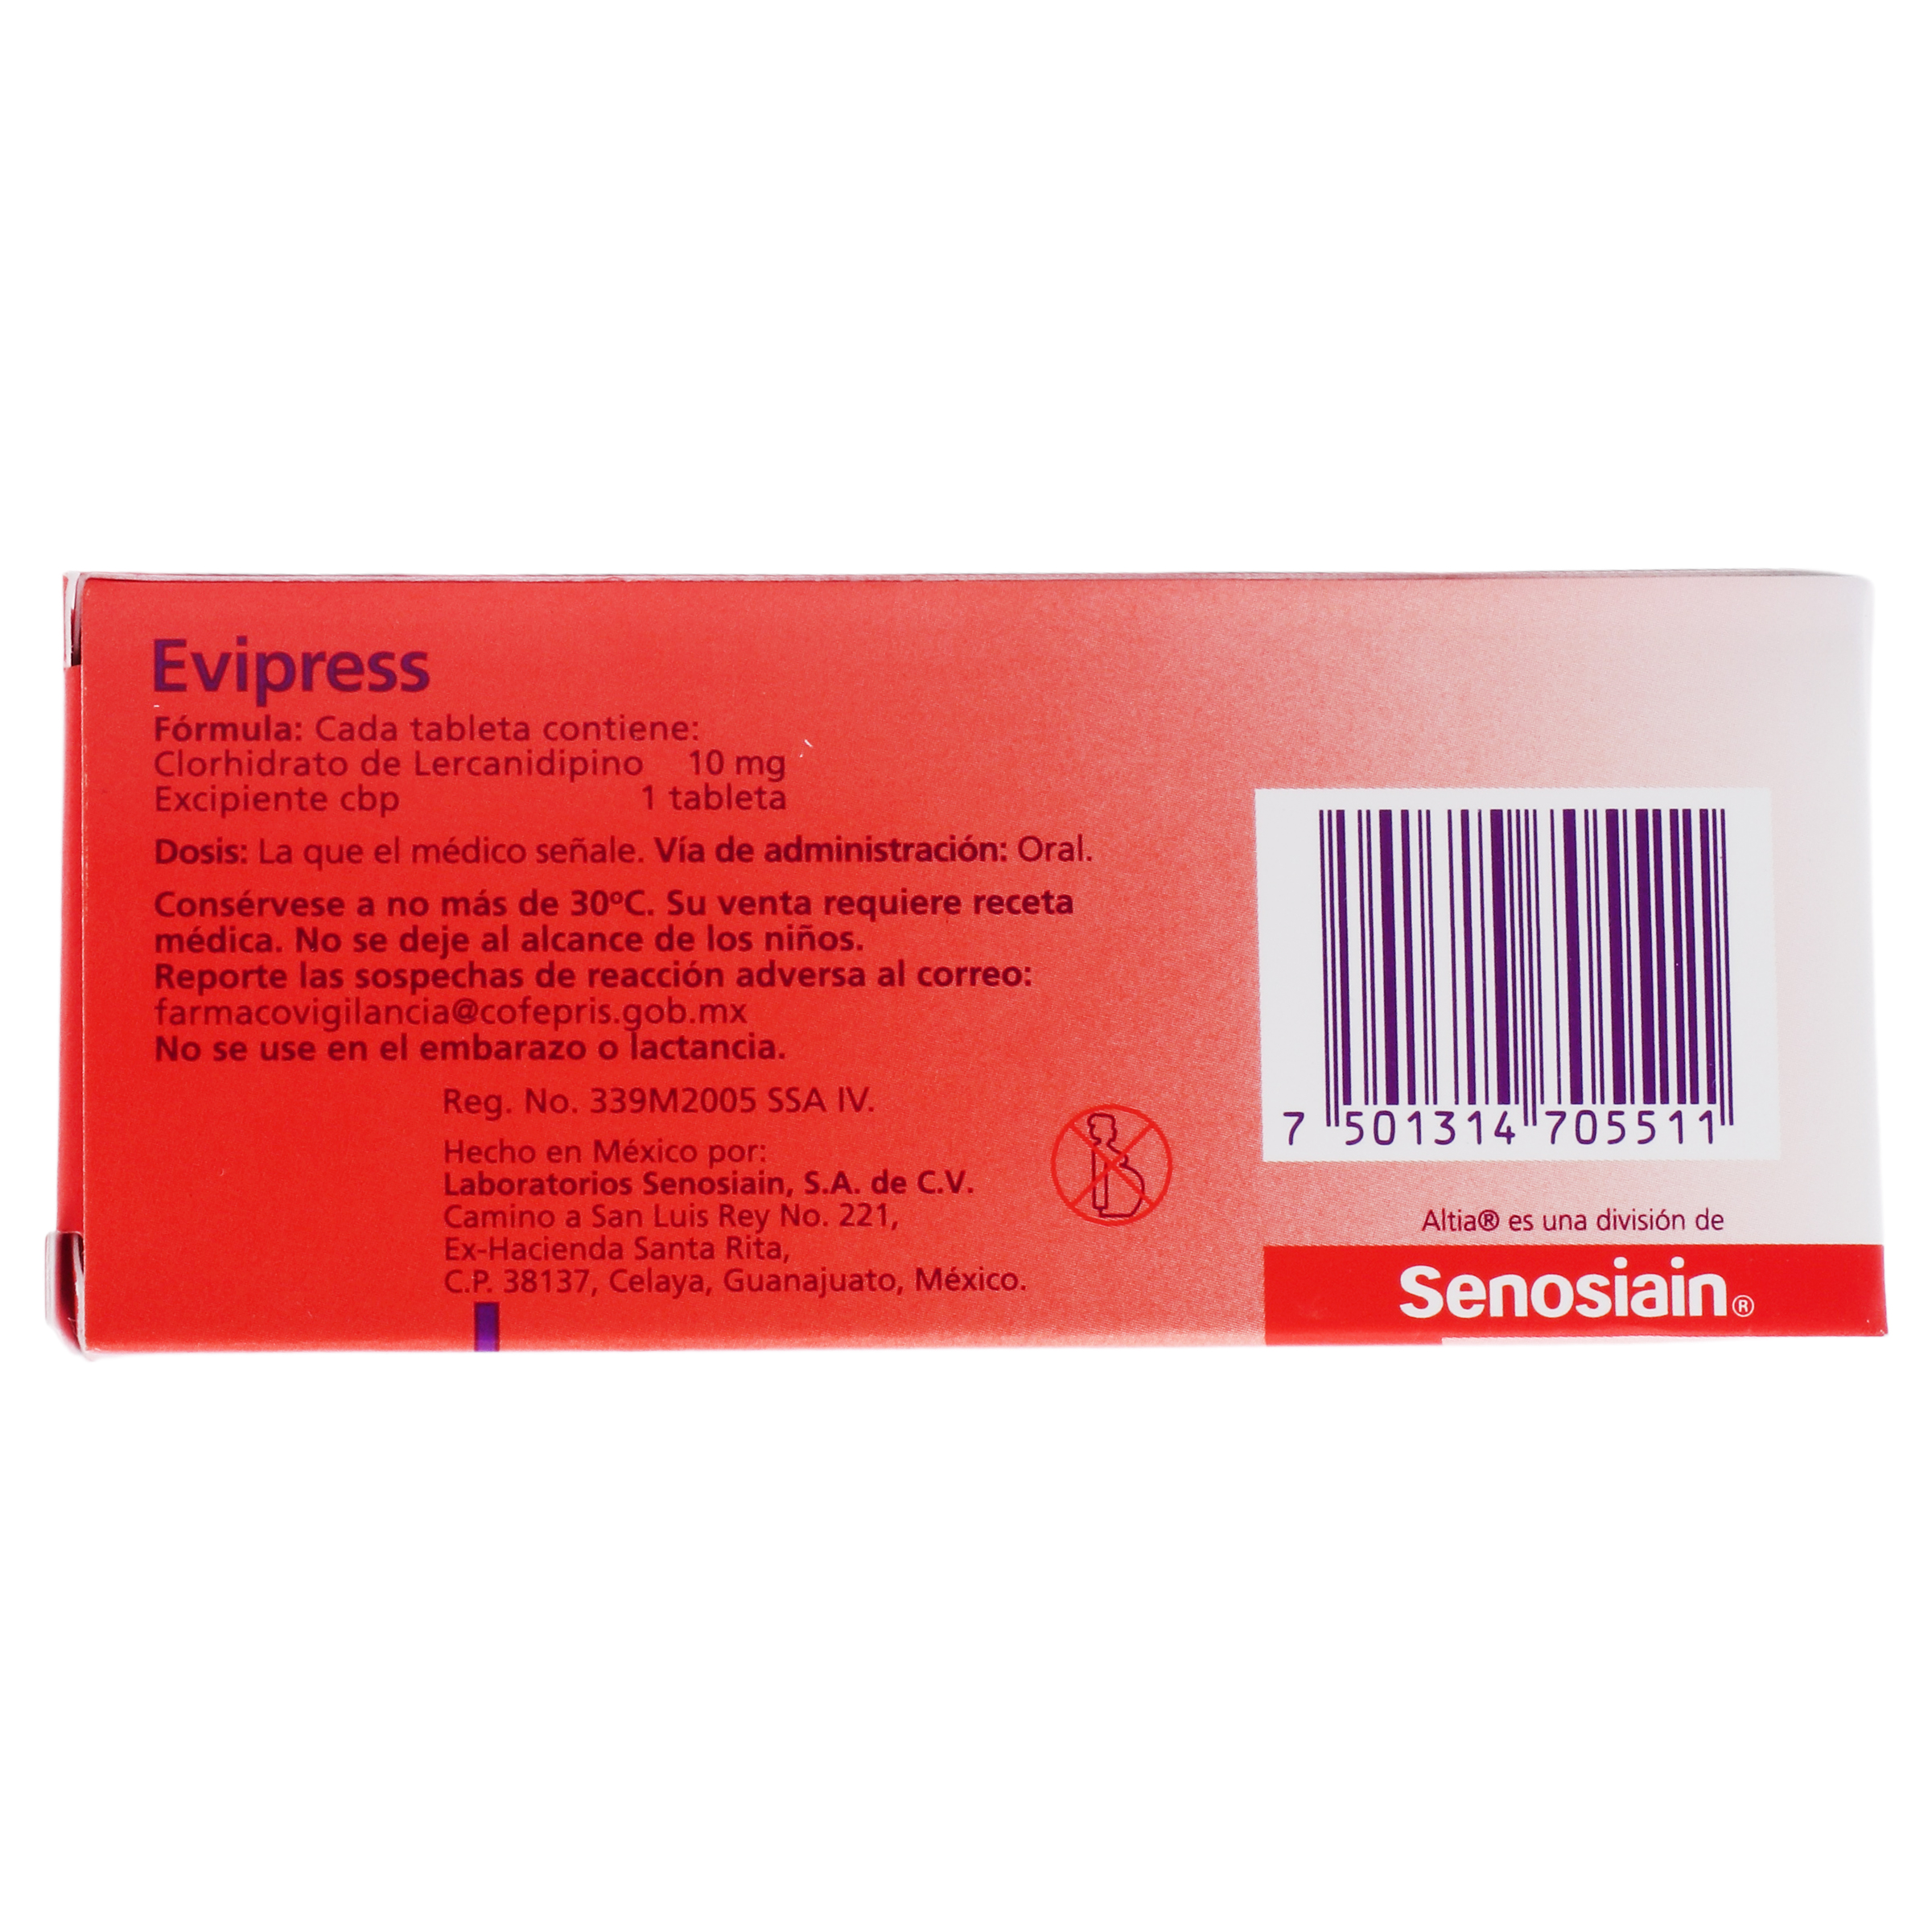 Evipress
Fórmula: Cada tableta contiene:
Clorhidrato de Lercanidipino 10 mg
Excipiente cbp 1 tableta
Dosis: La que el médico señale. Vía de administración: Oral.
Consérvese a no más de 30ºC. Su venta requiere receta
médica. No se deje al alcance de los niños.
Reporte las sospechas de reacción adversa al correo:
farmacovigilancia@cofepris.gob.mx
No se use en el embarazo o lactancia.
Reg. No. 339M2005 SSA IV.
Hecho en México por:
Laboratorios Senosiain, S.A. de C.V.
Camino a San Luis Rey No. 221,
Ex-Hacienda Santa Rita,
C.P. 38137, Celaya, Guanajuato, México.
7 501314 705511
Altia® es una división de
Senosiain®